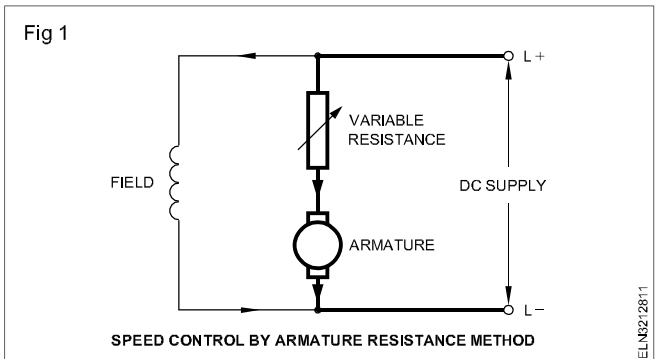 Fig 1
L +
VARIABLE
RESISTANCE
FIELD
DC SUPPLY
ARMATURE
L –
SPEED CONTROL BY ARMATURE RESISTANCE METHOD
ELN3212811